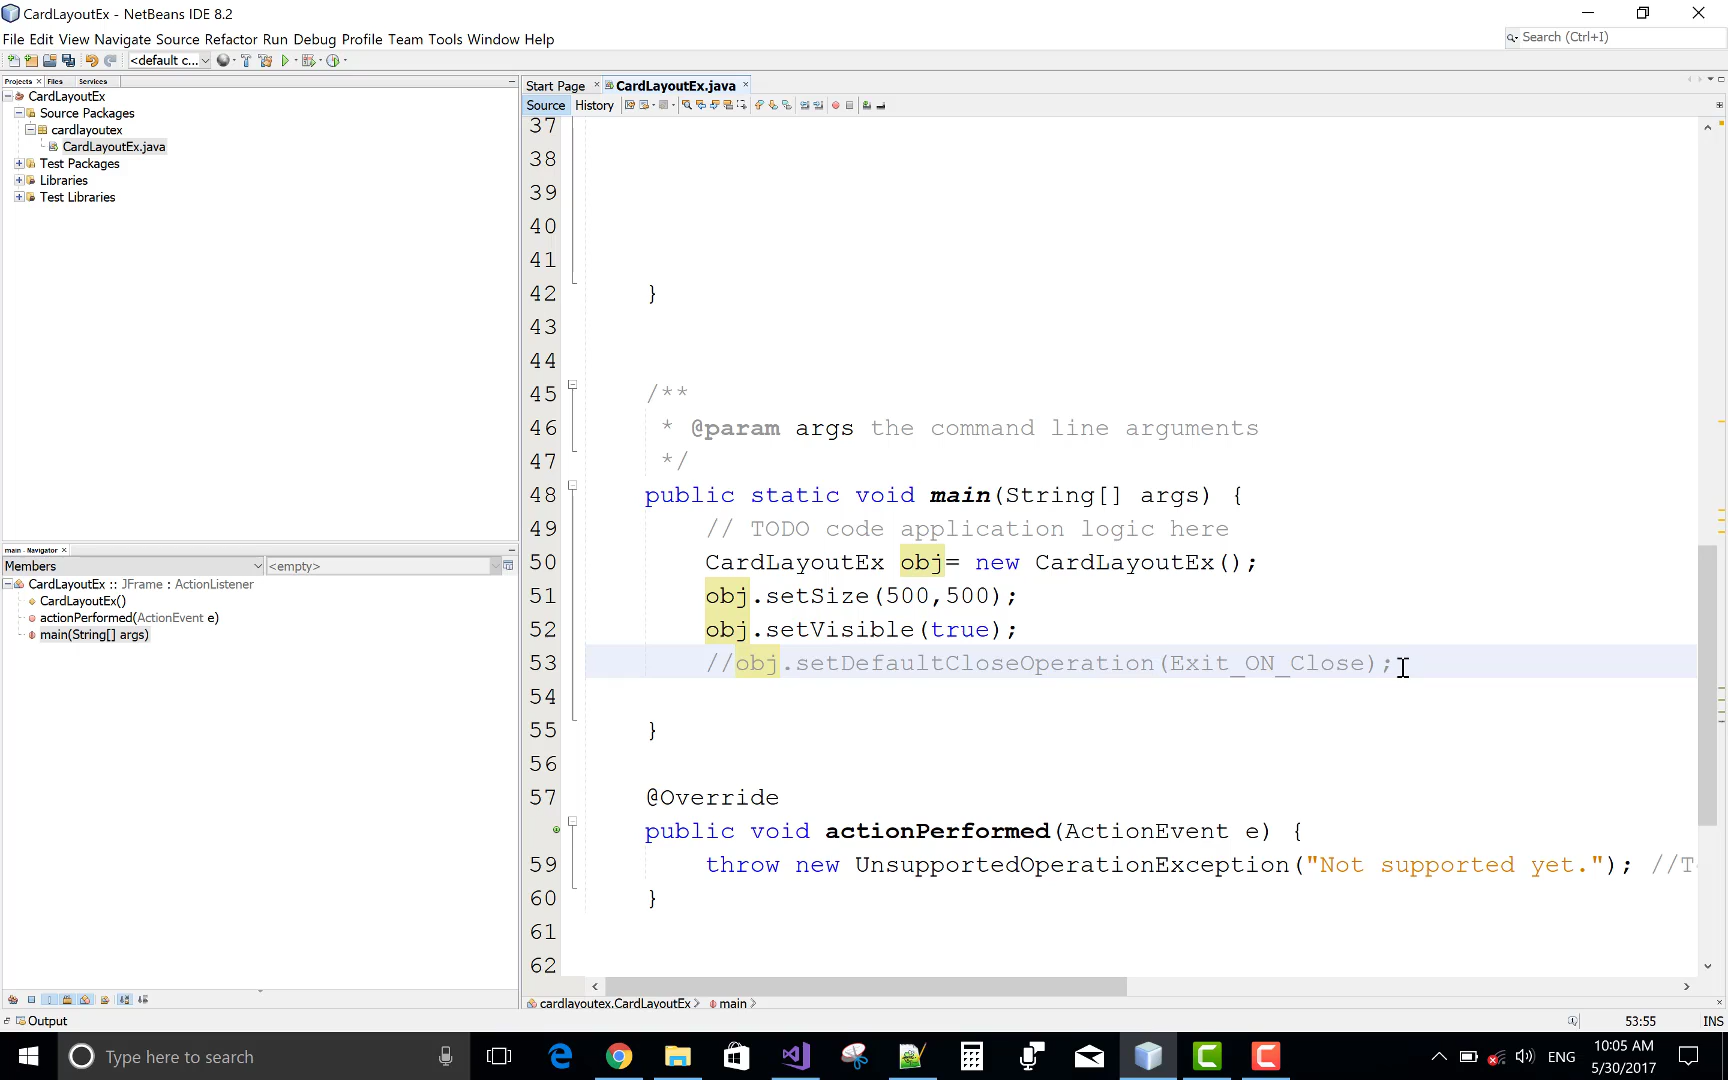 CardLayoutEx - NetBeans IDE 8.2
File Edit View Navigate Source Refactor Run Debug Profile Team Tools Window Help
Search (Ctrl+I)
<default c...
Projects Files Services
CardLayoutEx
Source Packages
cardlayoutex
CardLayoutEx.java
Test Packages
Libraries
Test Libraries
main - Navigator
Members
<empty>
CardLayoutEx :: JFrame : ActionListener
CardLayoutEx()
actionPerformed(ActionEvent e)
main(String[] args)
Start Page CardLayoutEx.java
Source History
37
38
39
40
41
42 }
43
44
45 /**
46 * @param args the command line arguments
47 */
48 public static void main(String[] args) {
49 // TODO code application logic here
50 CardLayoutEx obj= new CardLayoutEx();
51 obj.setSize(500,500);
52 obj.setVisible(true);
53 //obj.setDefaultCloseOperation(Exit_ON_Close);
54
55 }
56
57 @Override
public void actionPerformed(ActionEvent e) {
59 throw new UnsupportedOperationException("Not supported yet."); //T
60 }
61
62
cardlayoutex.CardLayoutEx main
Output
53:55 INS
Type here to search
ENG
10:05 AM
5/30/2017